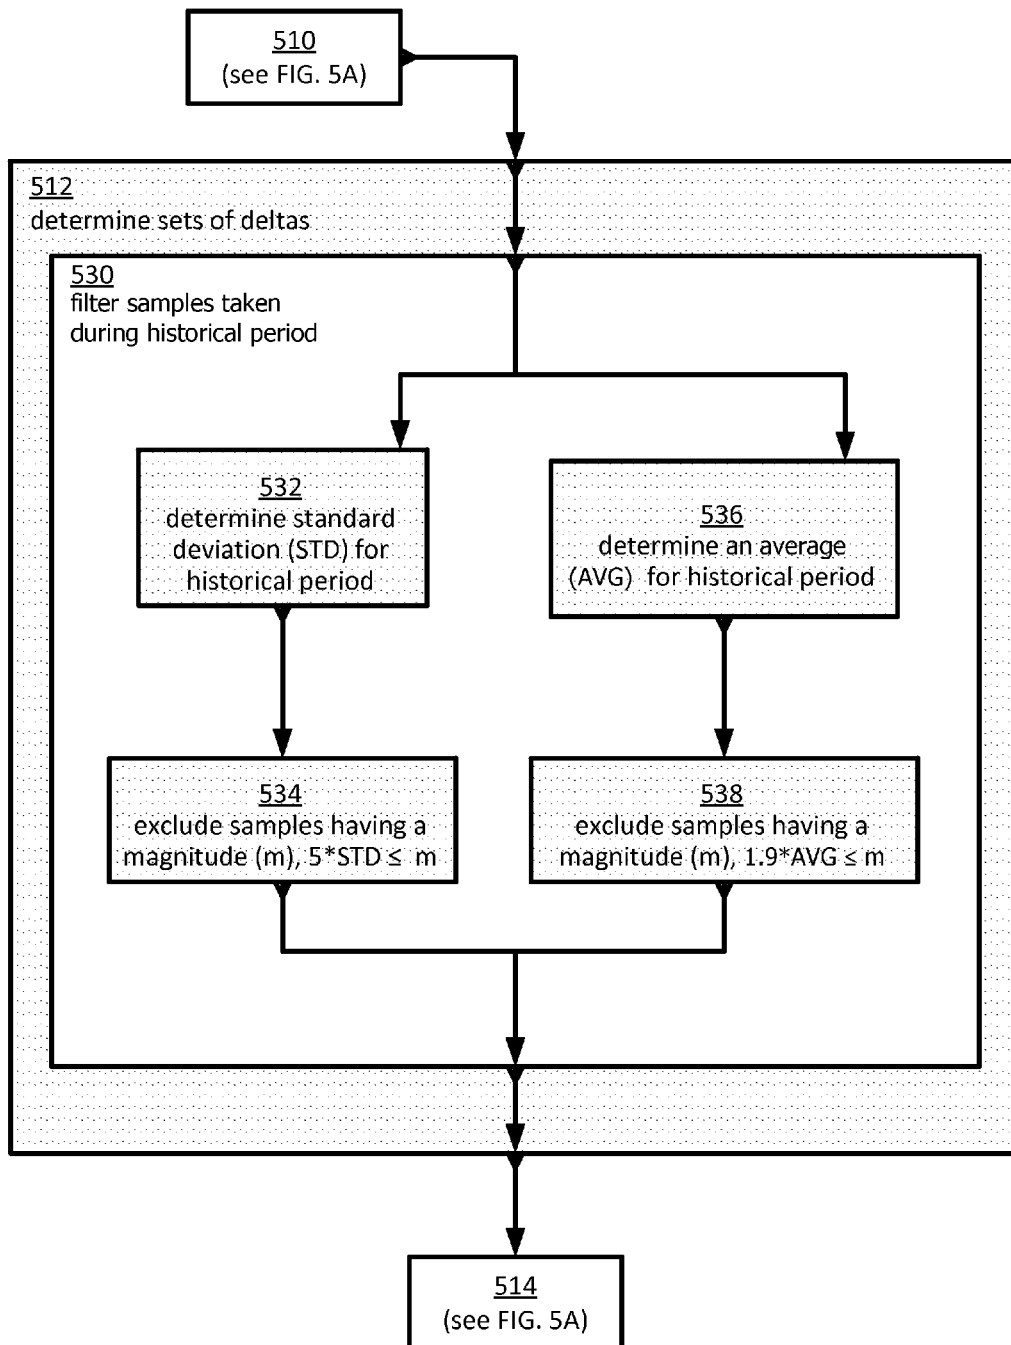 510
(see FIG. 5A)
512
determine sets of deltas
530
filter samples taken
during historical period
532
determine standard
deviation (STD) for
historical period
536
determine an average
(AVG) for historical period
534
exclude samples having a
magnitude (m), 5*STD ≤ m
538
exclude samples having a
magnitude (m), 1.9*AVG ≤ m
514
(see FIG. 5A)